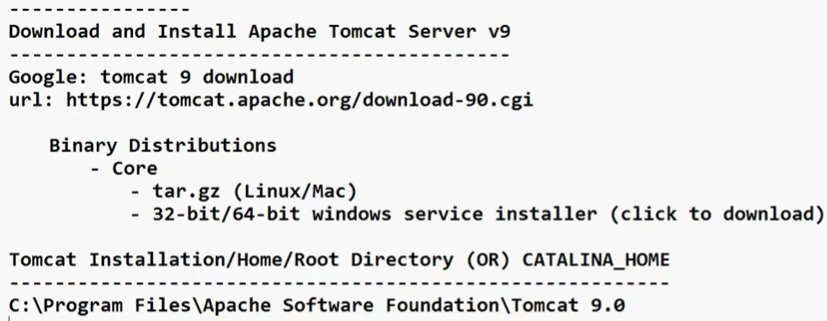 ----------------
Download and Install Apache Tomcat Server v9
--------------------------------------------
Google: tomcat 9 download
url: https://tomcat.apache.org/download-90.cgi
Binary Distributions
- Core
- tar.gz (Linux/Mac)
- 32-bit/64-bit windows service installer (click to download)
Tomcat Installation/Home/Root Directory (OR) CATALINA_HOME
----------------------------------------------------------
C:\Program Files\Apache Software Foundation\Tomcat 9.0